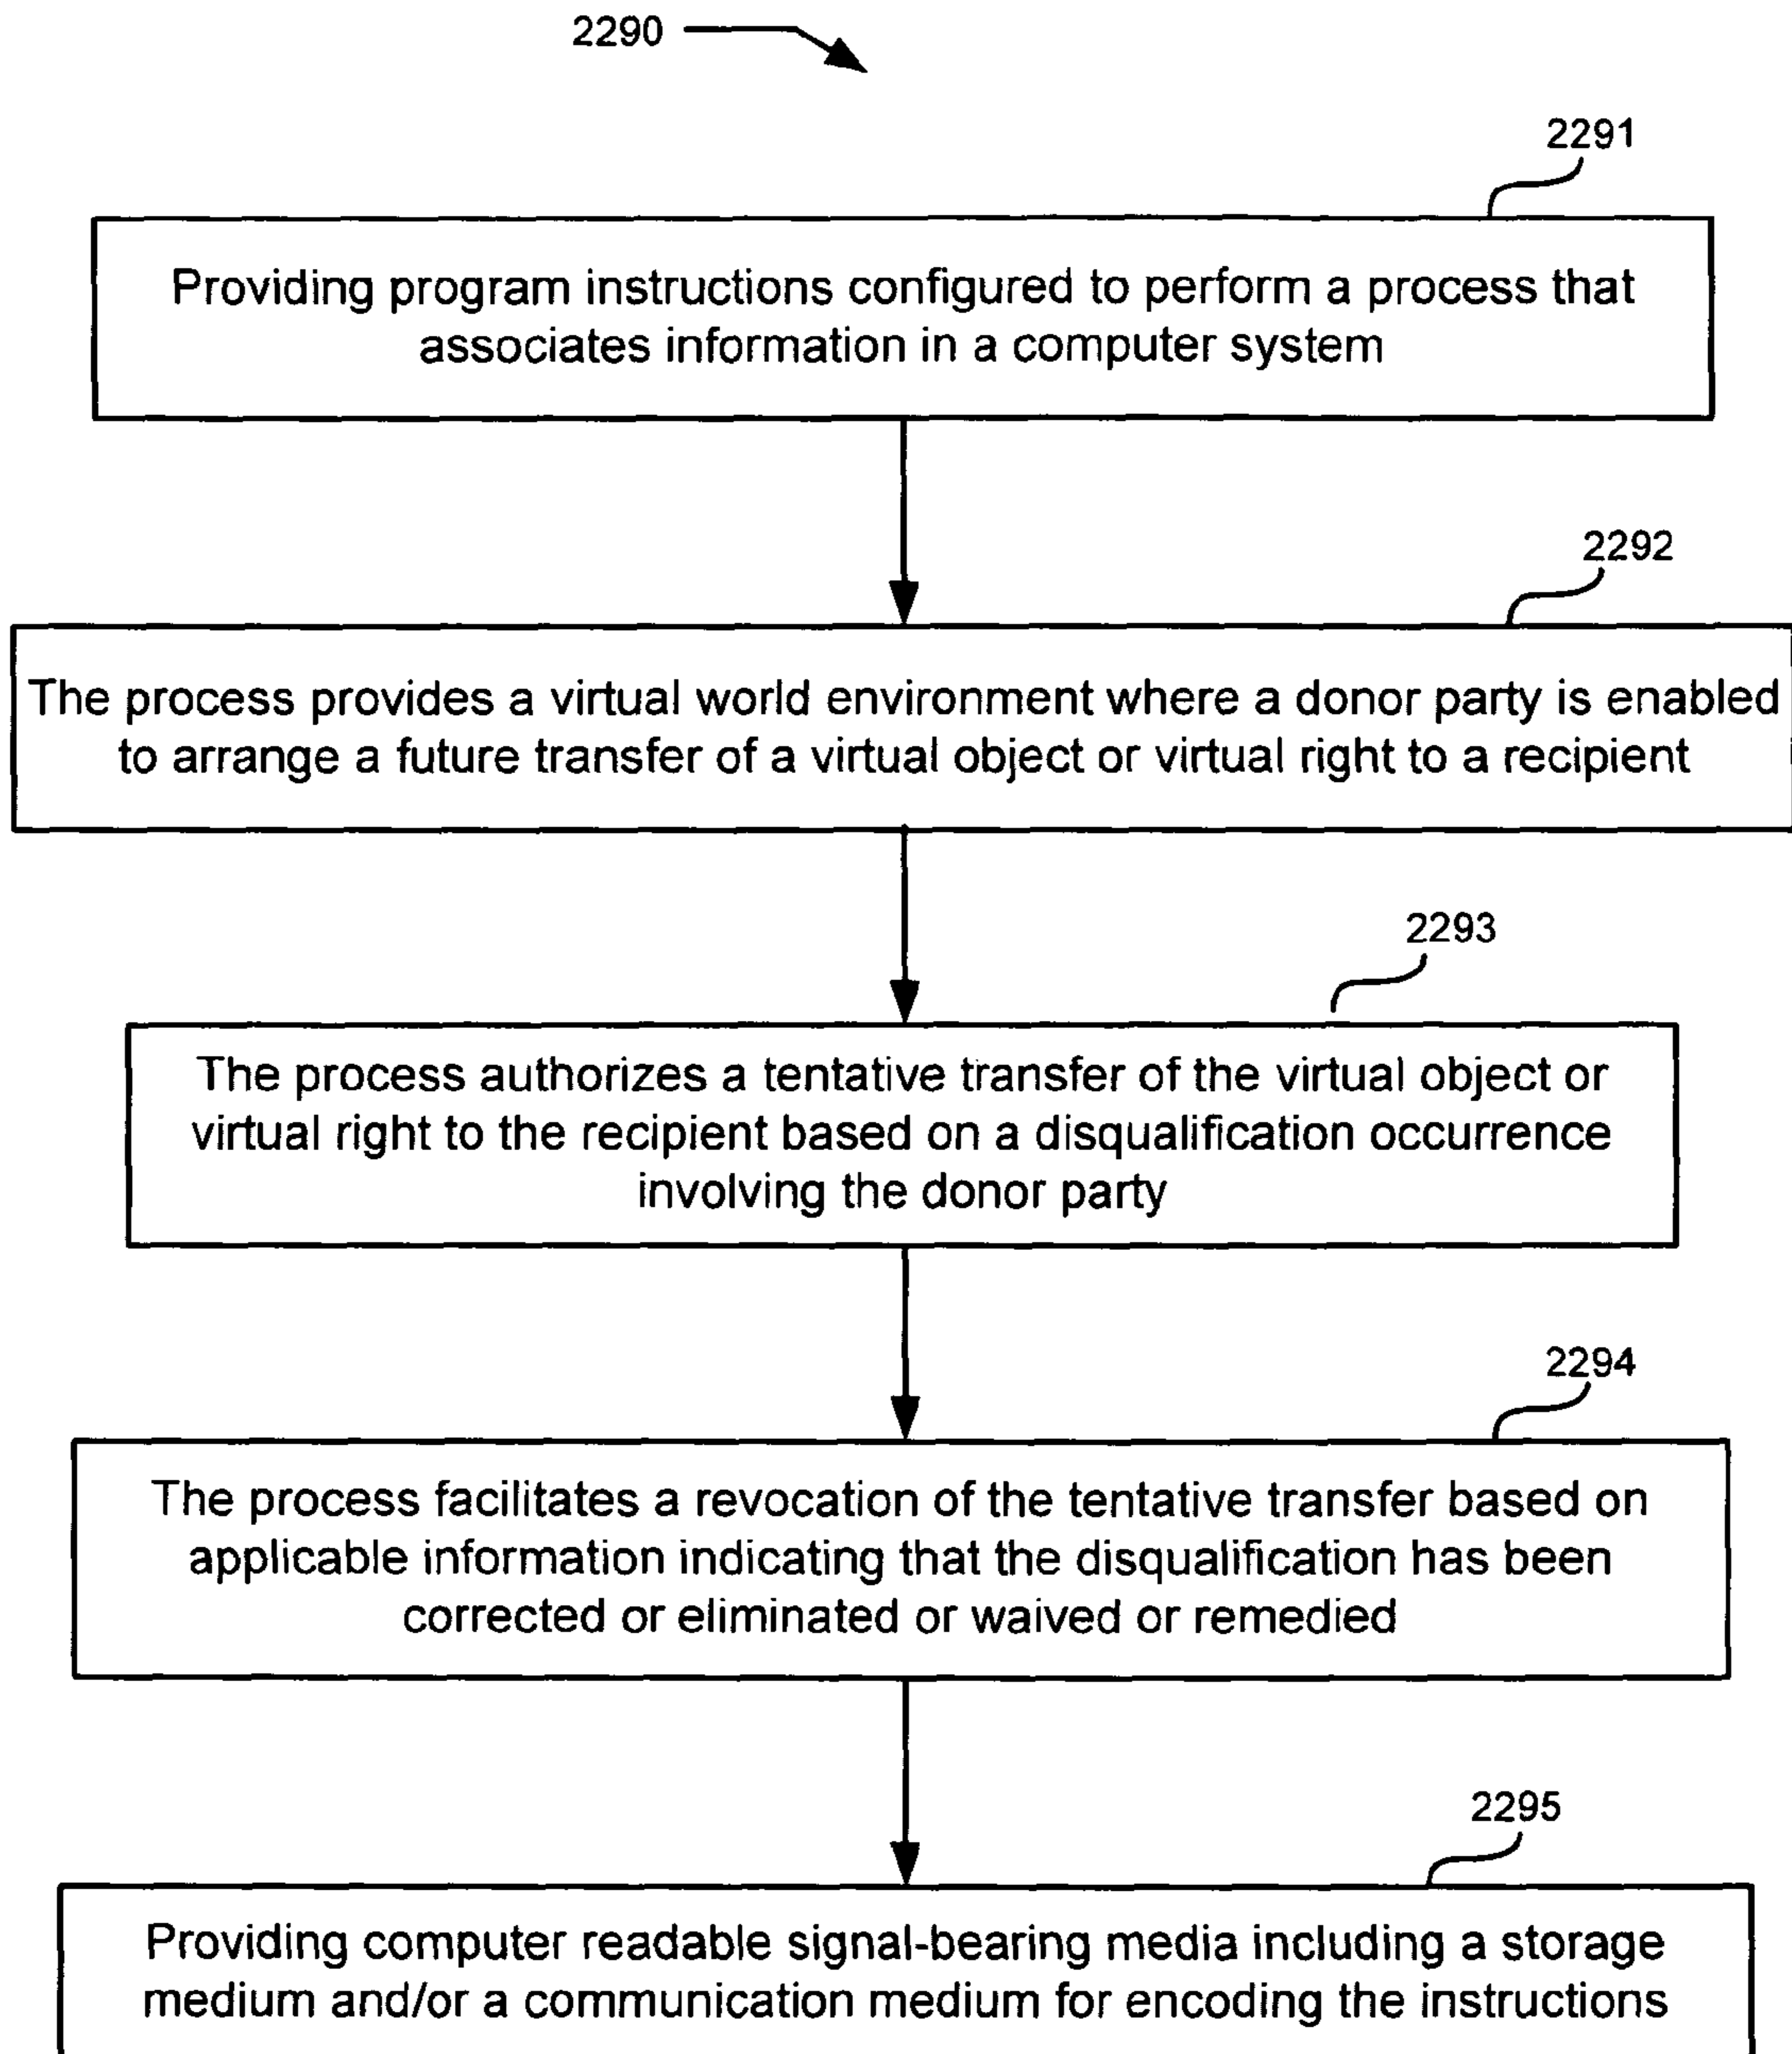 2290
2291
Providing program instructions configured to perform a process that
associates information in a computer system
2292
The process provides a virtual world environment where a donor party is enabled
to arrange a future transfer of a virtual object or virtual right to a recipient
2293
The process authorizes a tentative transfer of the virtual object or
virtual right to the recipient based on a disqualification occurrence
involving the donor party
2294
The process facilitates a revocation of the tentative transfer based on
applicable information indicating that the disqualification has been
corrected or eliminated or waived or remedied
2295
Providing computer readable signal-bearing media including a storage
medium and/or a communication medium for encoding the instructions